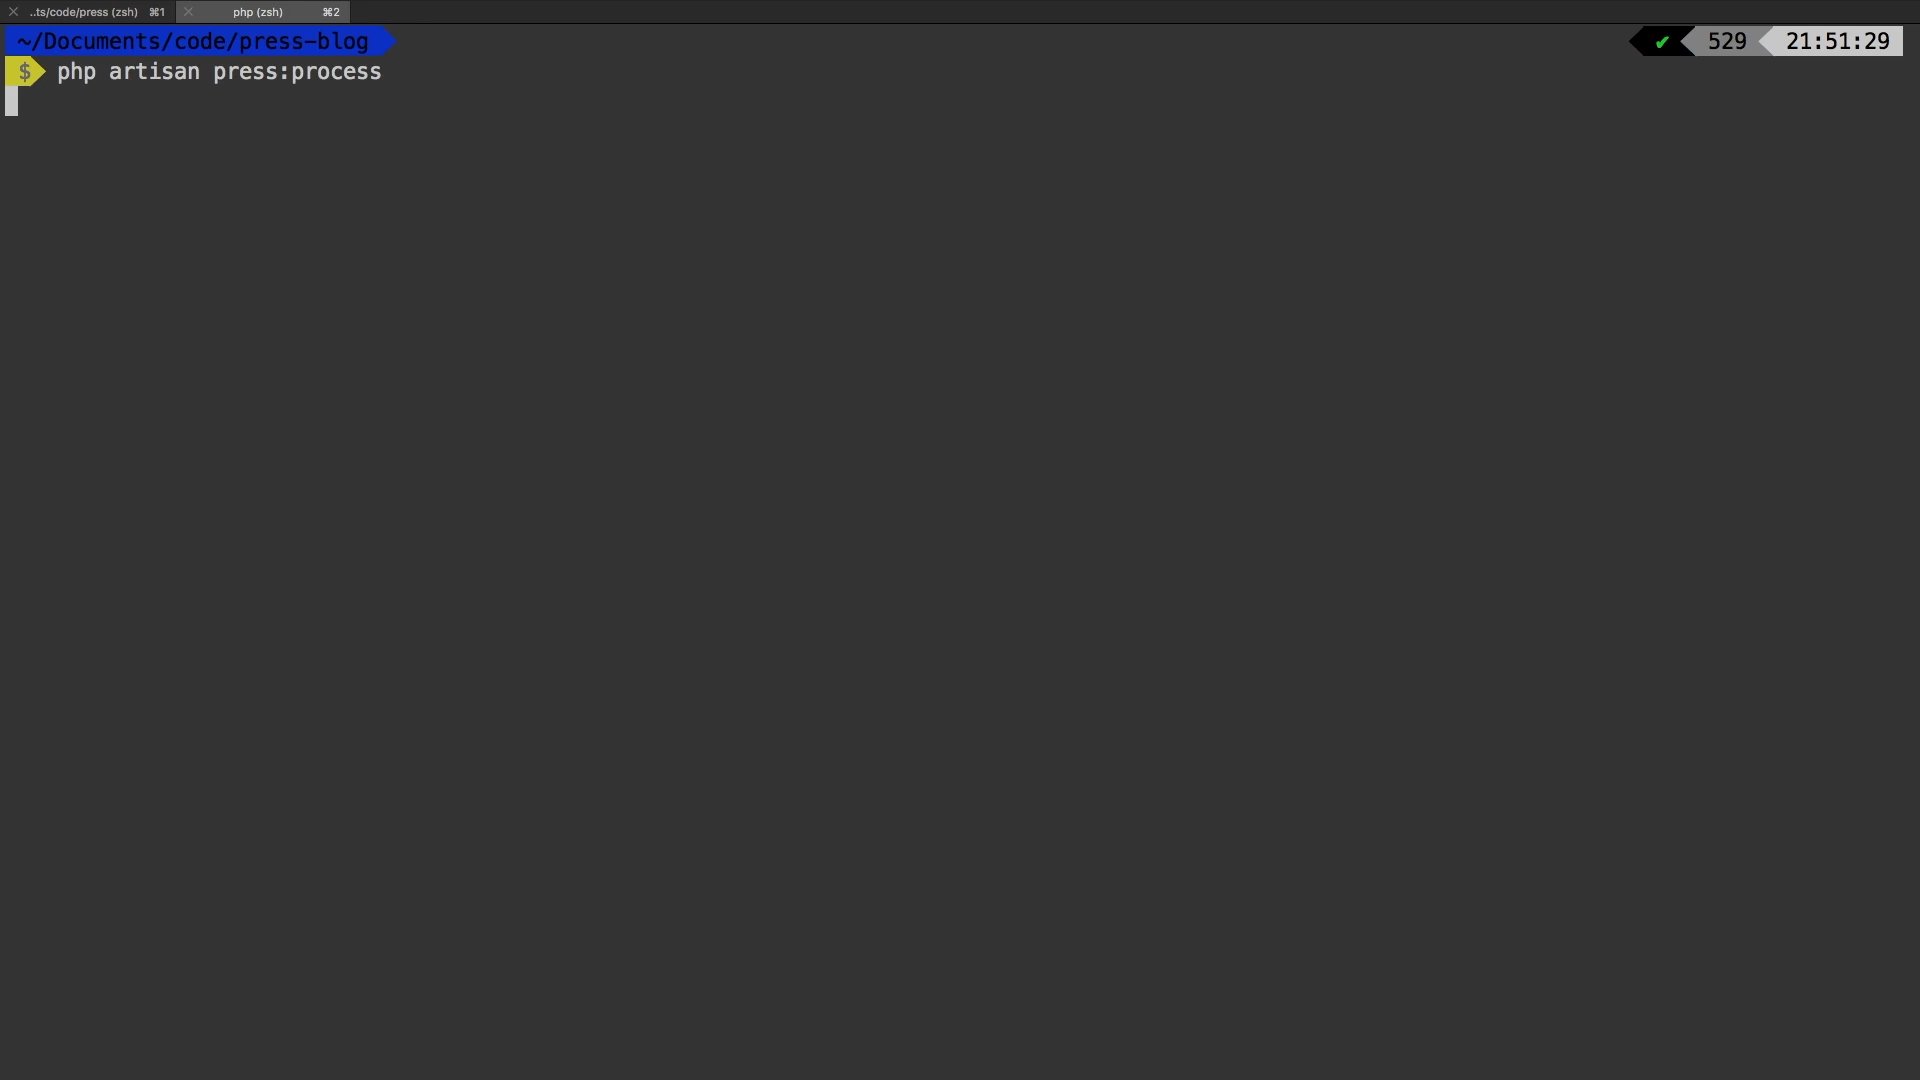 ..ts/code/press (zsh) ⌘1 php (zsh) ⌘2
~/Documents/code/press-blog ✔ 529 21:51:29
$ php artisan press:process